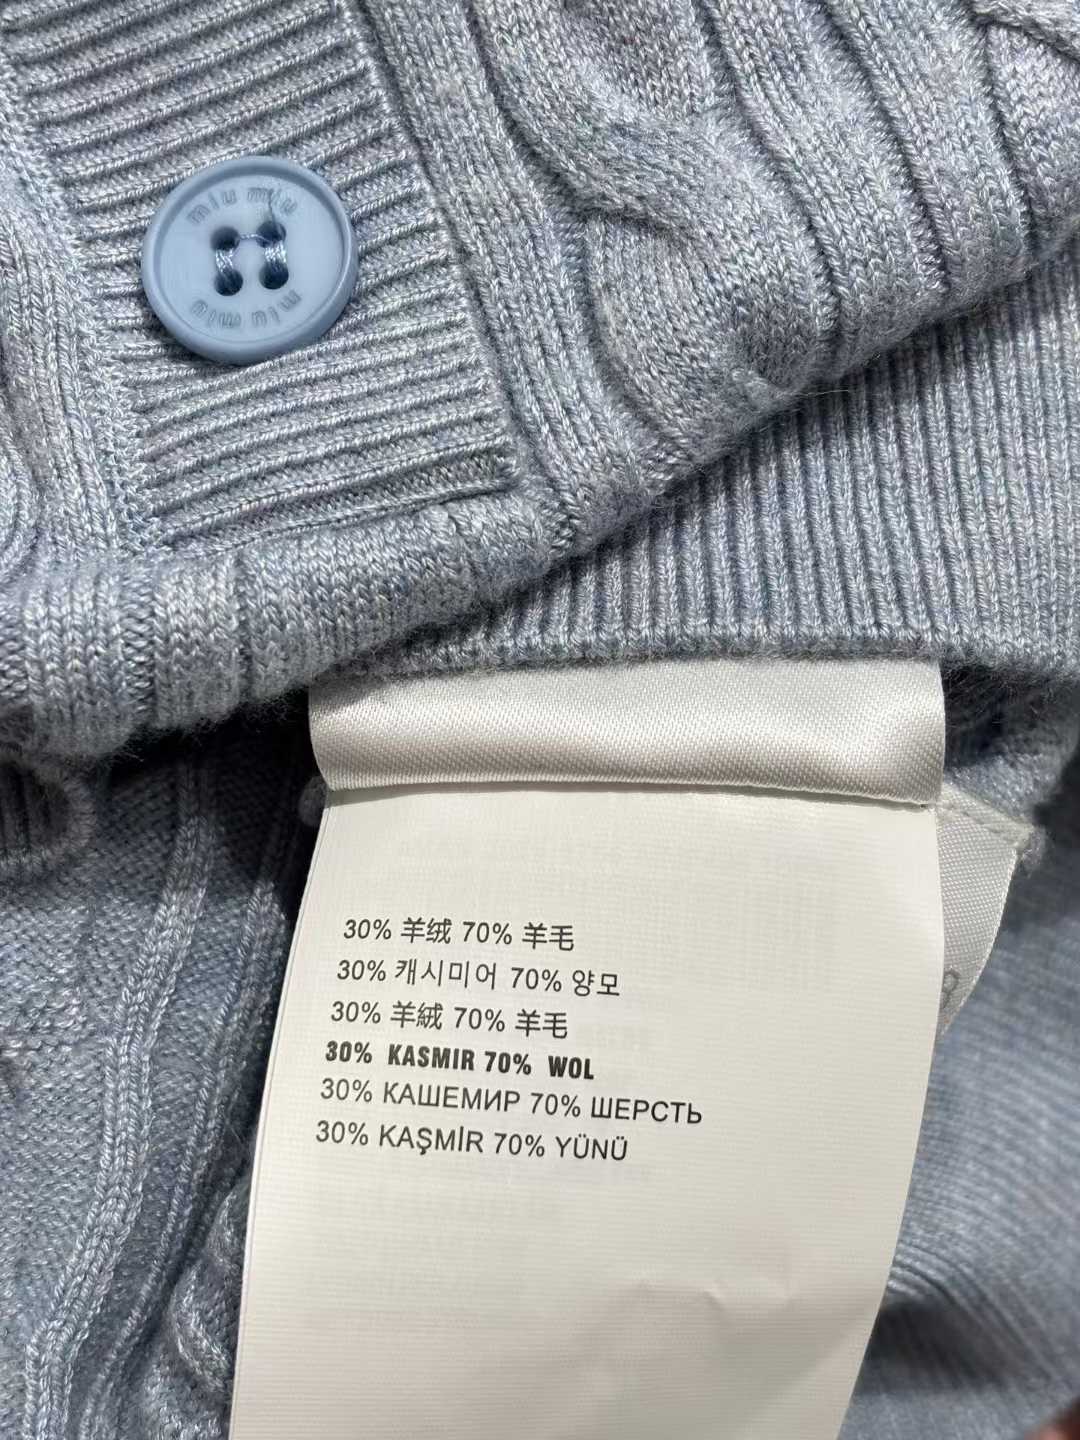 miu miu
miu miu
30% 羊绒 70% 羊毛
30% 캐시미어 70% 양모
30% 羊絨 70% 羊毛
30% KASMIR 70% WOL
30% КАШЕМИР 70% ШЕРСТЬ
30% KAŞMİR 70% YÜNÜ